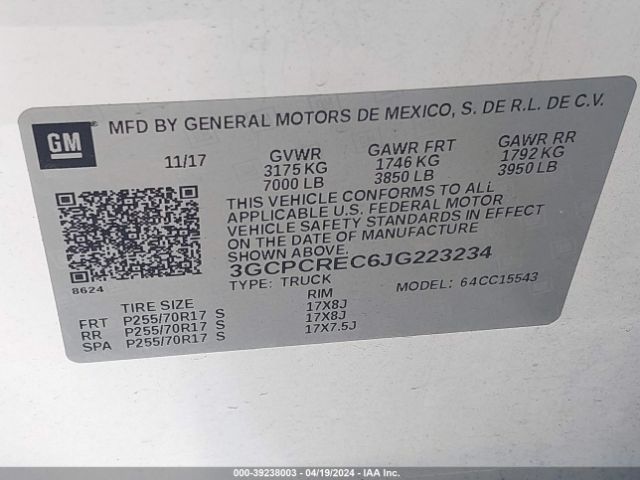 GM
MFD BY GENERAL MOTORS DE MEXICO, S. DE R.L. DE C.V.
11/17 GVWR GAWR FRT GAWR RR
3175 KG 1746 KG 1792 KG
7000 LB 3850 LB 3950 LB
THIS VEHICLE CONFORMS TO ALL
APPLICABLE U.S. FEDERAL MOTOR
VEHICLE SAFETY STANDARDS IN EFFECT
ON THE DATE OF MANUFACTURE
SHOWN ABOVE.
3GCPCREC6JG223234
8624
TYPE: TRUCK MODEL: 64CC15543
TIRE SIZE RIM
FRT P255/70R17 S 17X8J
RR P255/70R17 S 17X8J
SPA P255/70R17 S 17X7.5J
000-39238003 - 04/19/2024 - IAA Inc.